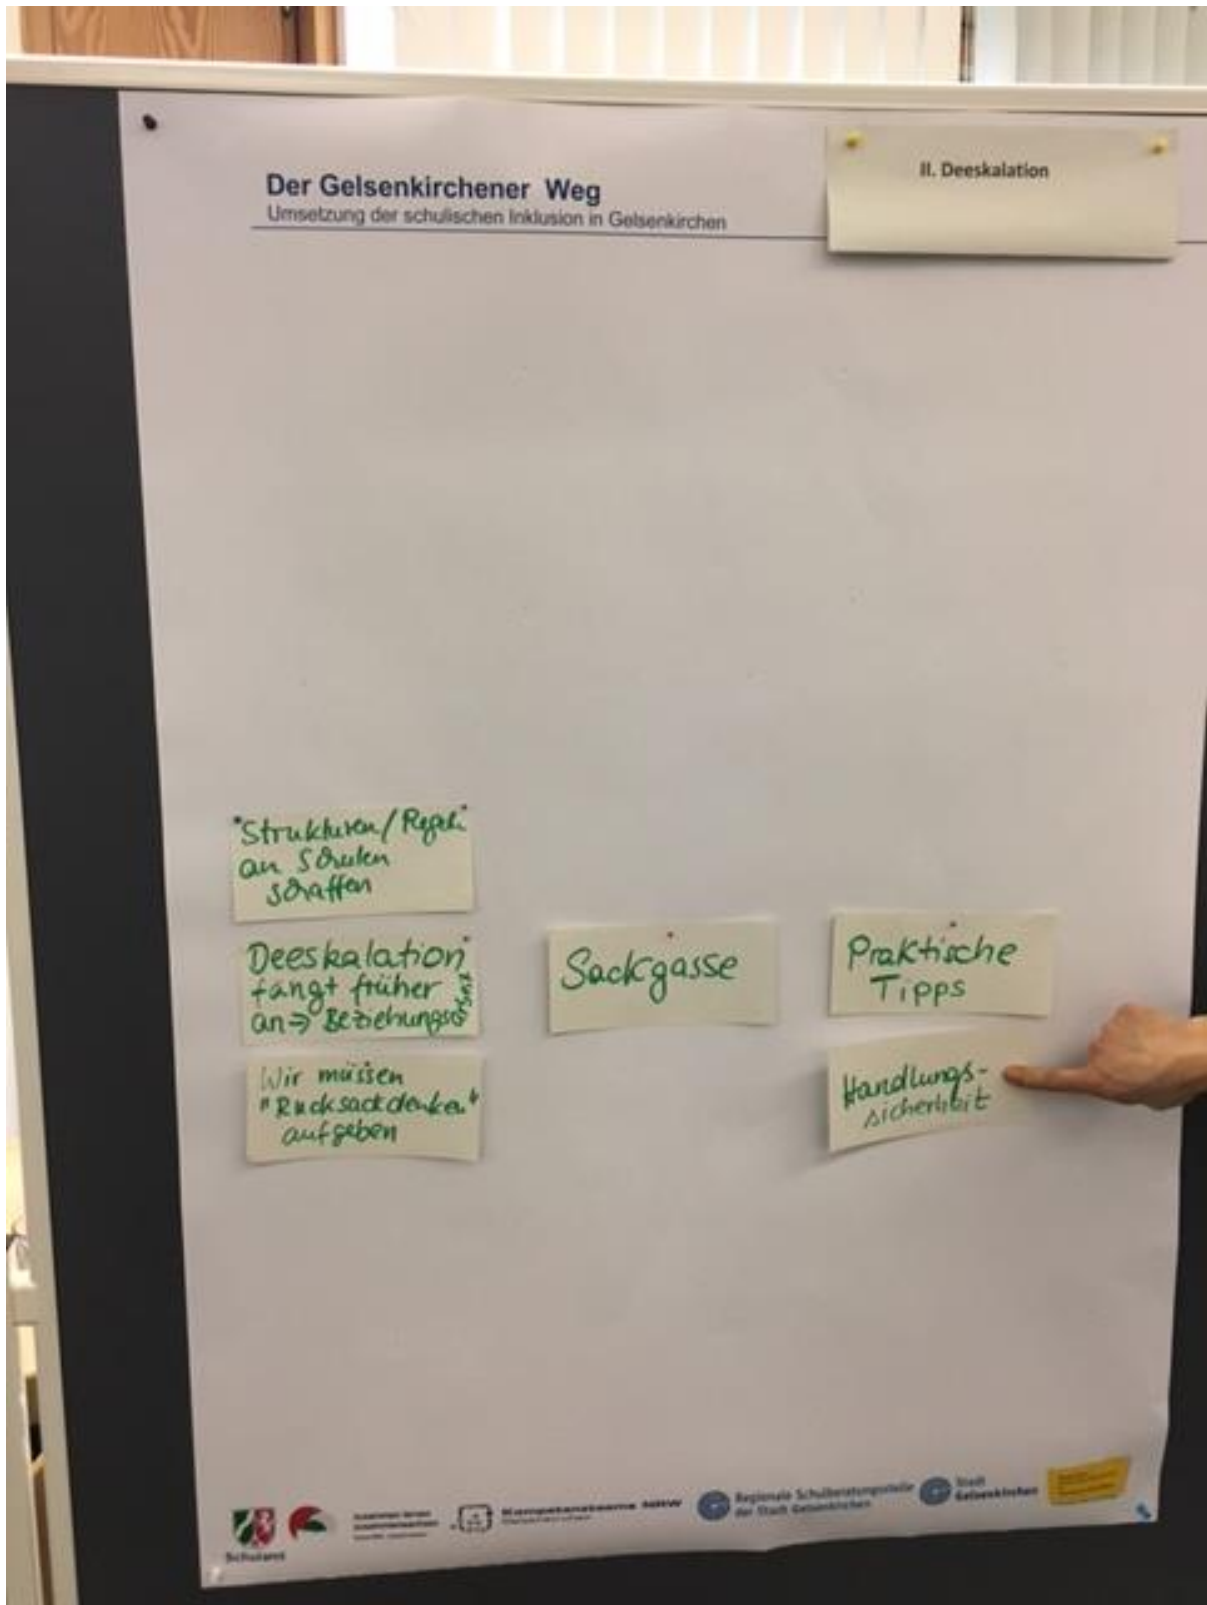 Der Gelsenkirchener Weg
Umsetzung der schulischen Inklusion in Gelsenkirchen
II. Deeskalation
Strukturen/Regeln
an Schulen
schaffen
Deeskalation
fängt früher
an ⇒ Beziehungs
Wir müssen
"Rucksackdenken"
aufgeben
Sackgasse
Praktische
Tipps
Handlungs-
sicherheit
Schulamt
Kompetenzteams NRW
Regionale Schulberatungsstelle
der Stadt Gelsenkirchen
Stadt
Gelsenkirchen